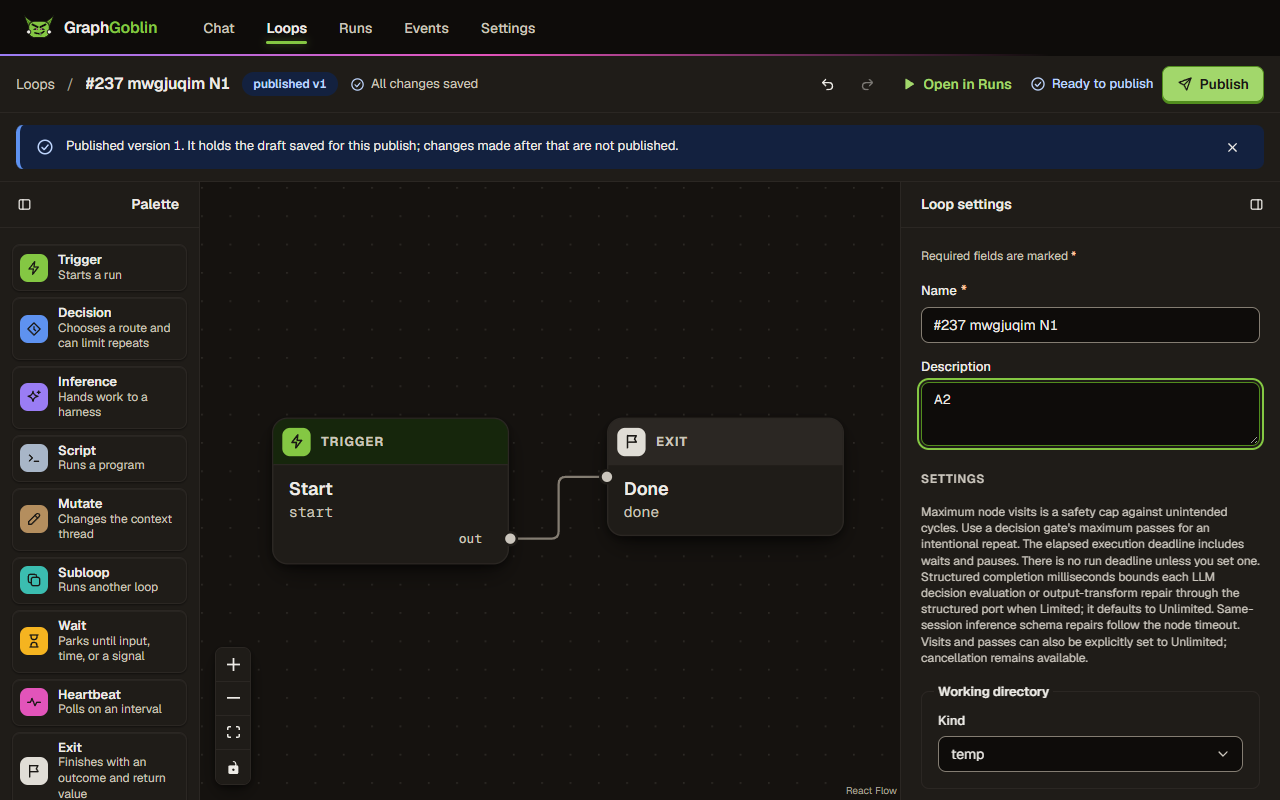 GraphGoblin
Chat
Loops
Runs
Events
Settings
Loops / #237 mwgjuqim N1
published v1
All changes saved
Open in Runs
Ready to publish
Publish
Published version 1. It holds the draft saved for this publish; changes made after that are not published.
Palette
Trigger
Starts a run
Decision
Chooses a route and
can limit repeats
Inference
Hands work to a
harness
Script
Runs a program
Mutate
Changes the context
thread
Subloop
Runs another loop
Wait
Parks until input,
time, or a signal
Heartbeat
Polls on an interval
Exit
Finishes with an
outcome and return
value
TRIGGER
Start
start
out
EXIT
Done
done
React Flow
Loop settings
Required fields are marked *
Name *
#237 mwgjuqim N1
Description
A2
SETTINGS
Maximum node visits is a safety cap against unintended
cycles. Use a decision gate's maximum passes for an
intentional repeat. The elapsed execution deadline includes
waits and pauses. There is no run deadline unless you set one.
Structured completion milliseconds bounds each LLM
decision evaluation or output-transform repair through the
structured port when Limited; it defaults to Unlimited. Same-
session inference schema repairs follow the node timeout.
Visits and passes can also be explicitly set to Unlimited;
cancellation remains available.
Working directory
Kind
temp